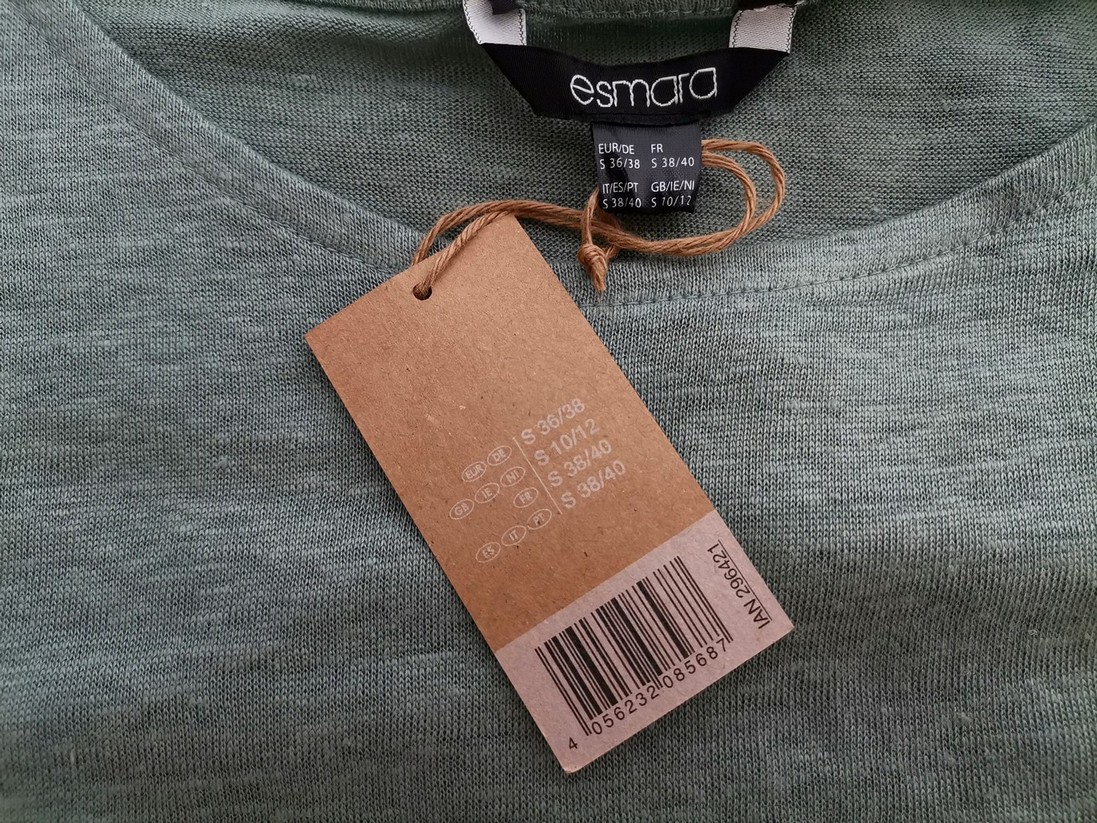 esmara
EUR/DE FR
S 36/38 S 38/40
IT/ES/PT GB/IE/NI
S 38/40 S 10/12
EUR DE S 36/38
GB IE NI S 10/12
FR S 38/40
ES IT PT S 38/40
IAN 296421
4 056232 085687